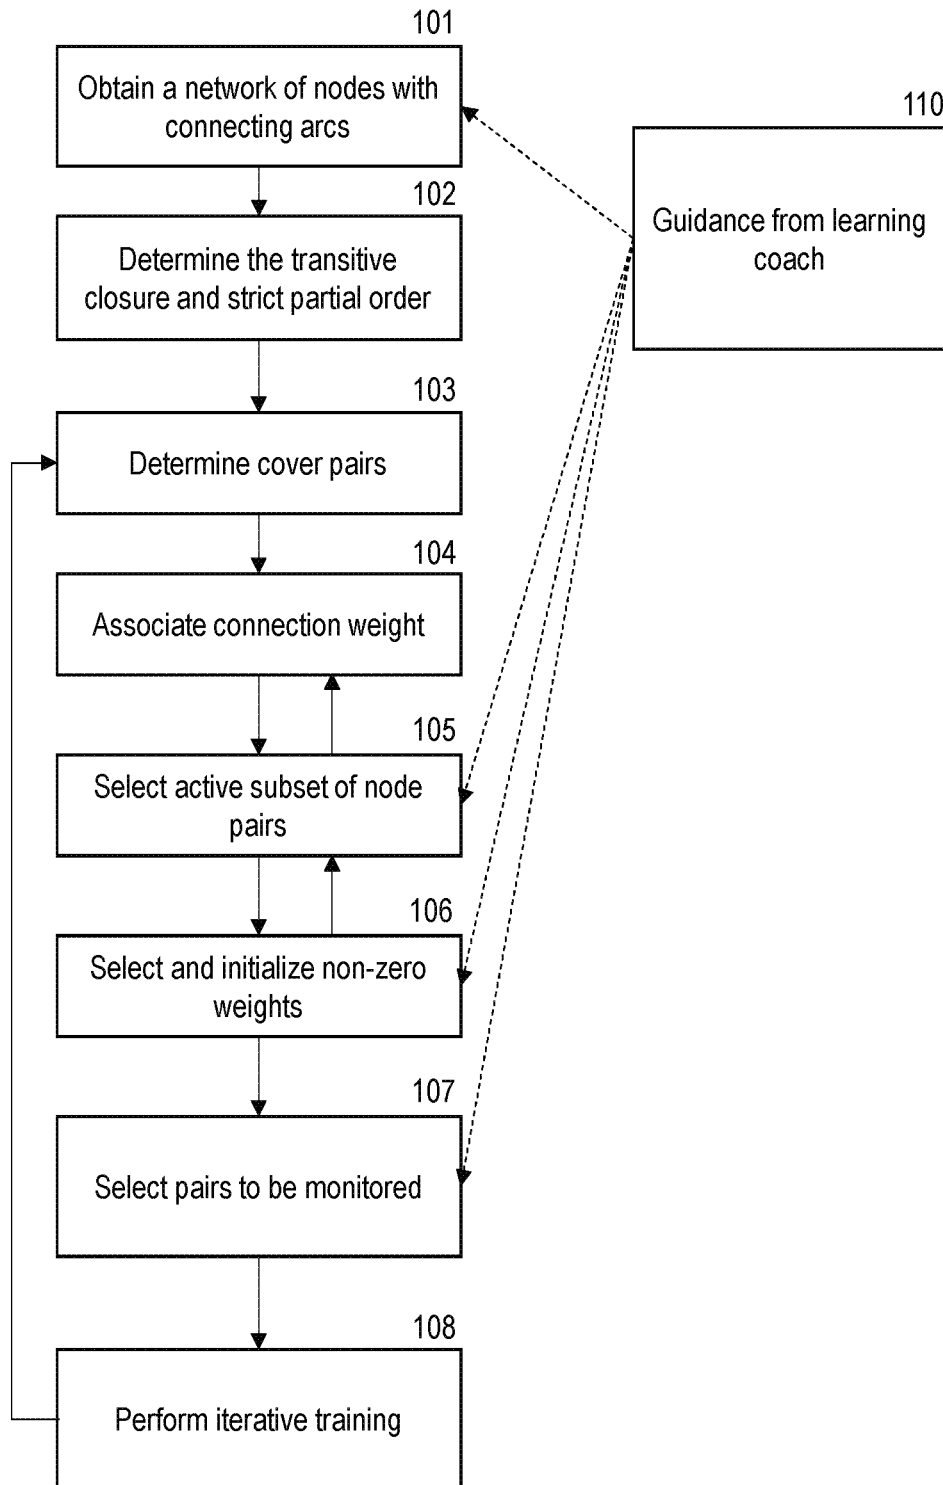 101
Obtain a network of nodes with
connecting arcs
110
Guidance from learning
coach
102
Determine the transitive
closure and strict partial order
103
Determine cover pairs
104
Associate connection weight
105
Select active subset of node
pairs
106
Select and initialize non-zero
weights
107
Select pairs to be monitored
108
Perform iterative training